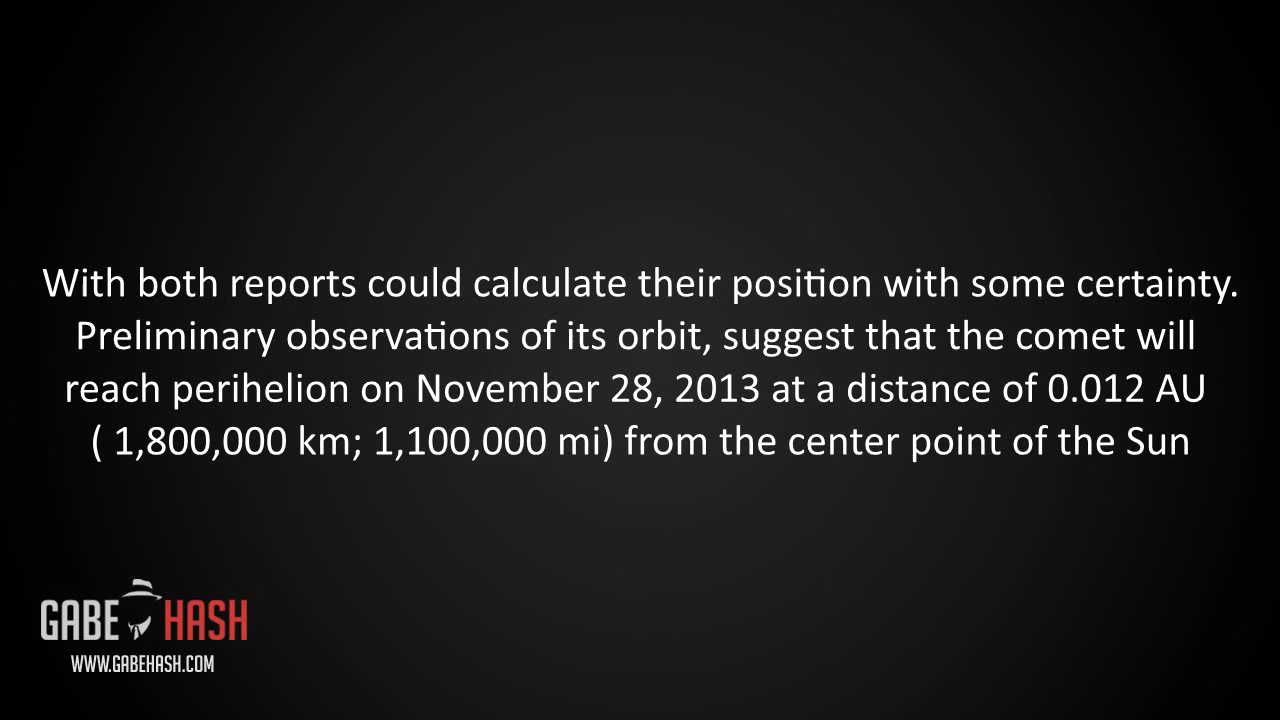 With both reports could calculate their position with some certainty.
Preliminary observations of its orbit, suggest that the comet will
reach perihelion on November 28, 2013 at a distance of 0.012 AU
( 1,800,000 km; 1,100,000 mi) from the center point of the Sun
GABE HASH
WWW.GABEHASH.COM